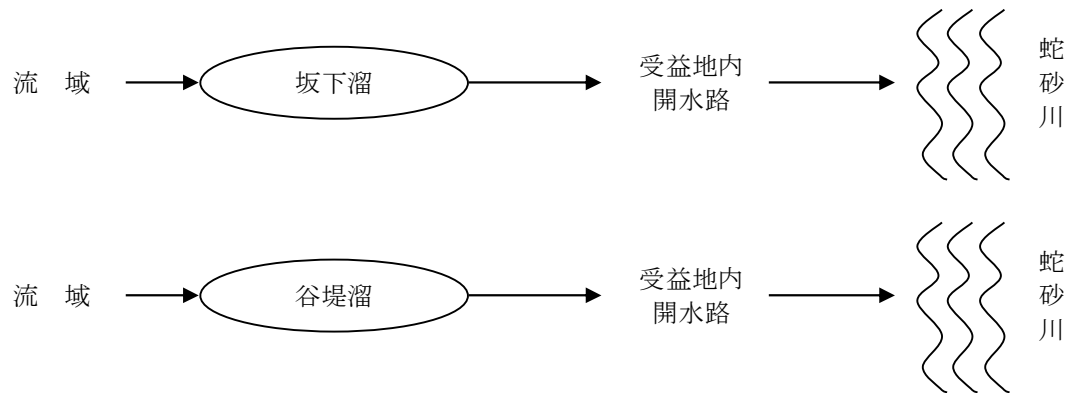 流　域
坂下溜
受益地内
開水路
蛇
砂
川
流　域
谷堤溜
受益地内
開水路
蛇
砂
川